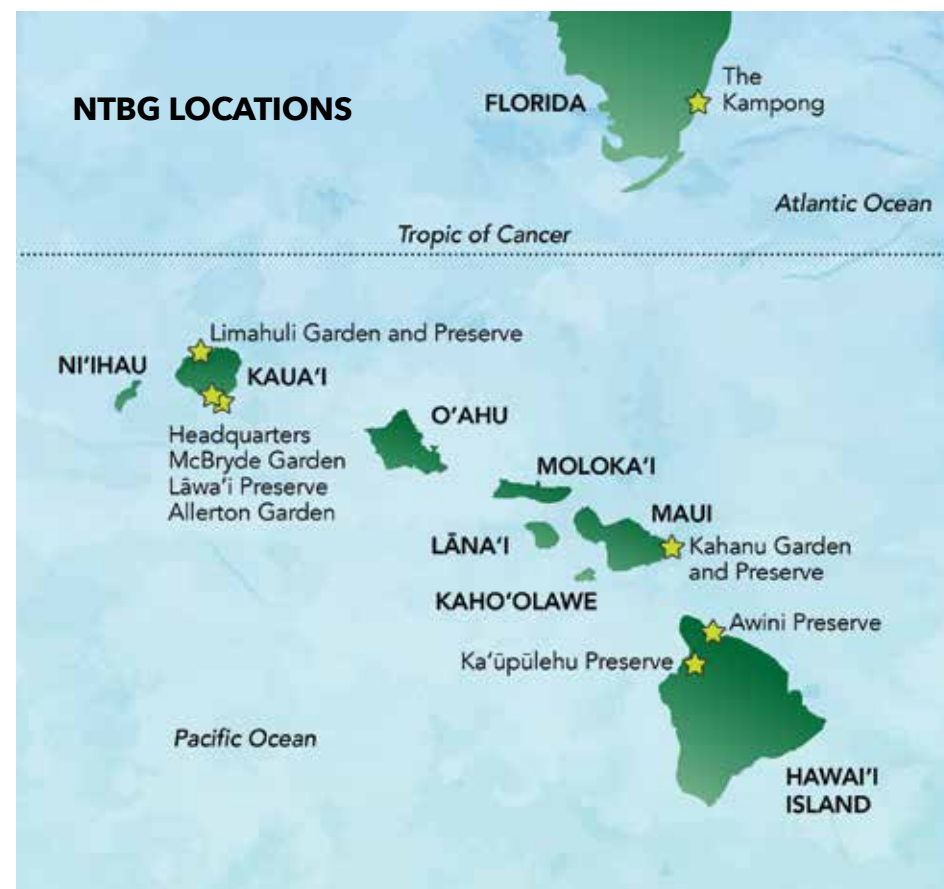 NTBG LOCATIONS
FLORIDA
The
Kampong
Atlantic Ocean
Tropic of Cancer
Limahuli Garden and Preserve
NI‘IHAU
KAUA‘I
Headquarters
McBryde Garden
Lāwa‘i Preserve
Allerton Garden
O‘AHU
MOLOKA‘I
MAUI
LĀNA‘I
Kahanu Garden
and Preserve
KAHO‘OLAWE
Awini Preserve
Ka‘ūpūlehu Preserve
Pacific Ocean
HAWAI‘I
ISLAND